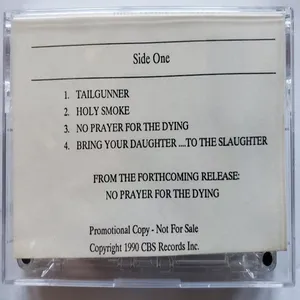 Side One
1. TAILGUNNER
2. HOLY SMOKE
3. NO PRAYER FOR THE DYING
4. BRING YOUR DAUGHTER ....TO THE SLAUGHTER
FROM THE FORTHCOMING RELEASE:
NO PRAYER FOR THE DYING
Promotional Copy - Not For Sale
Copyright 1990 CBS Records Inc.